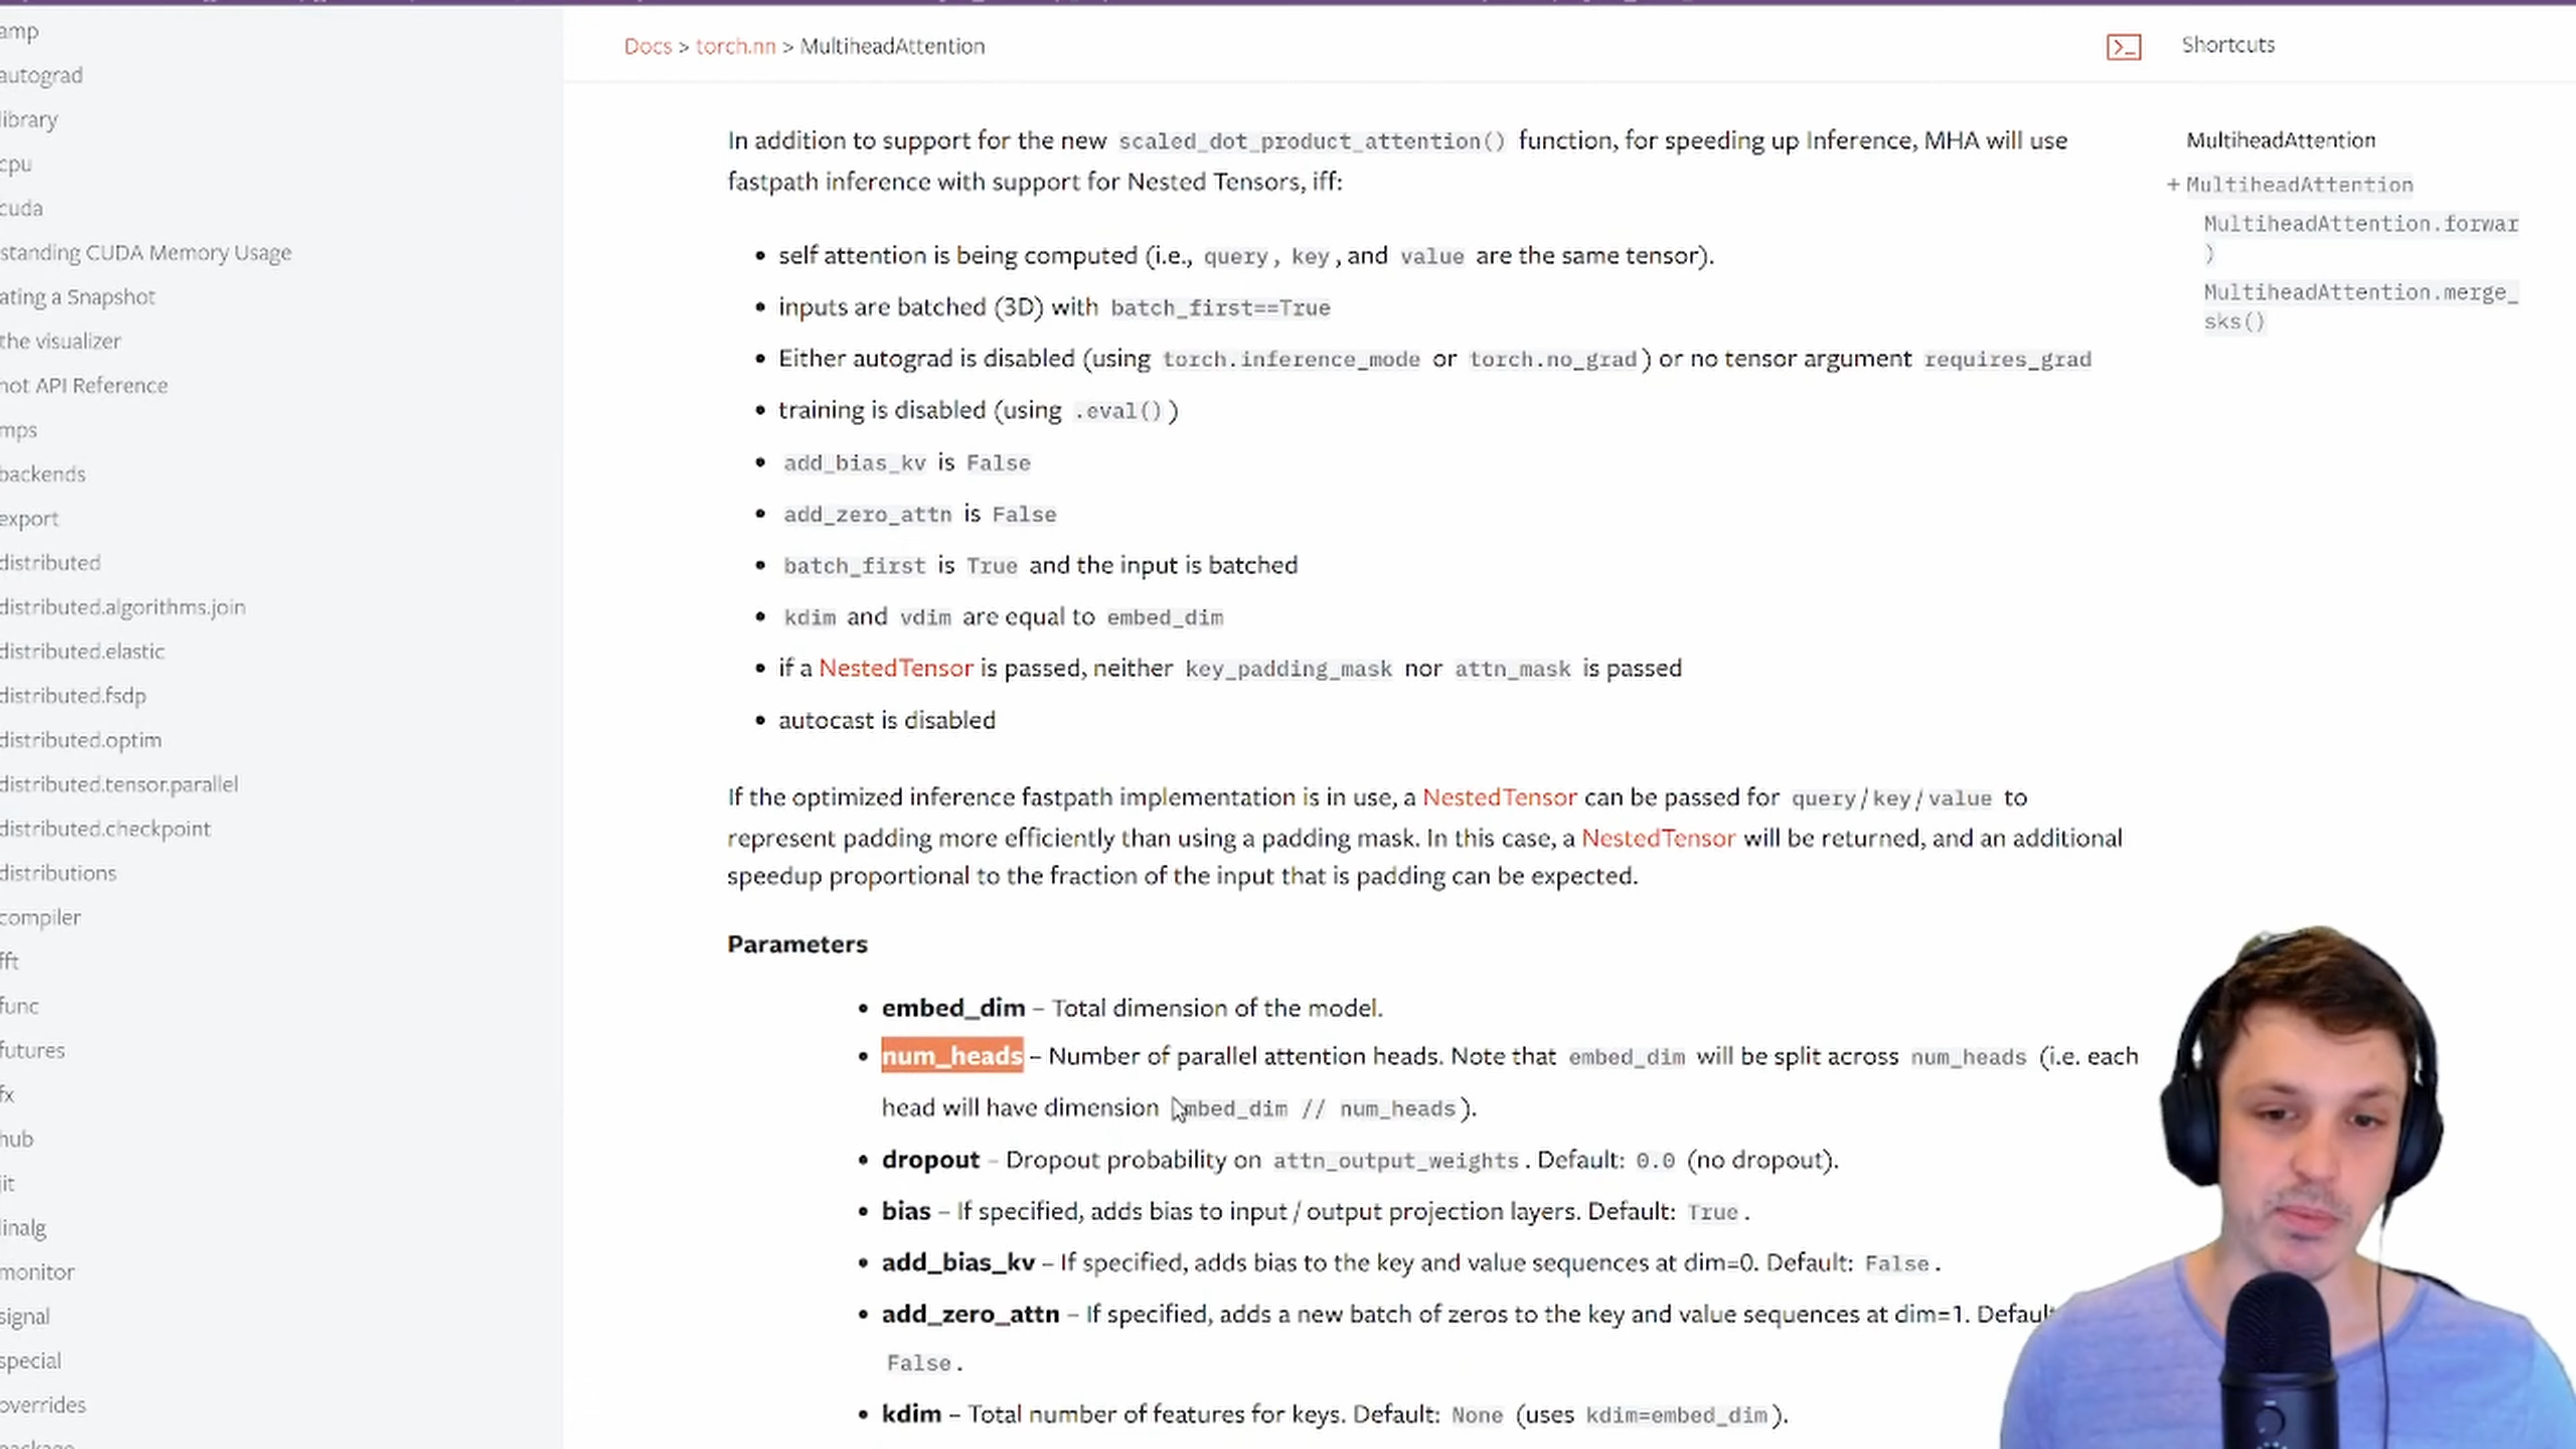 amp
autograd
library
cpu
cuda
standing CUDA Memory Usage
ating a Snapshot
the visualizer
hot API Reference
mps
backends
export
distributed
distributed.algorithms.join
distributed.elastic
distributed.fsdp
distributed.optim
distributed.tensor.parallel
distributed.checkpoint
distributions
compiler
fft
func
futures
fx
hub
jit
linalg
monitor
signal
special
overrides
package
Docs > torch.nn > MultiheadAttention
Shortcuts
In addition to support for the new scaled_dot_product_attention() function, for speeding up Inference, MHA will use
fastpath inference with support for Nested Tensors, iff:
• self attention is being computed (i.e., query, key, and value are the same tensor).
• inputs are batched (3D) with batch_first==True
• Either autograd is disabled (using torch.inference_mode or torch.no_grad) or no tensor argument requires_grad
• training is disabled (using .eval())
• add_bias_kv is False
• add_zero_attn is False
• batch_first is True and the input is batched
• kdim and vdim are equal to embed_dim
• if a NestedTensor is passed, neither key_padding_mask nor attn_mask is passed
• autocast is disabled
If the optimized inference fastpath implementation is in use, a NestedTensor can be passed for query/key/value to
represent padding more efficiently than using a padding mask. In this case, a NestedTensor will be returned, and an additional
speedup proportional to the fraction of the input that is padding can be expected.
Parameters
• embed_dim – Total dimension of the model.
• num_heads – Number of parallel attention heads. Note that embed_dim will be split across num_heads (i.e. each
head will have dimension embed_dim // num_heads).
• dropout – Dropout probability on attn_output_weights. Default: 0.0 (no dropout).
• bias – If specified, adds bias to input / output projection layers. Default: True.
• add_bias_kv – If specified, adds bias to the key and value sequences at dim=0. Default: False.
• add_zero_attn – If specified, adds a new batch of zeros to the key and value sequences at dim=1. Default
False.
• kdim – Total number of features for keys. Default: None (uses kdim=embed_dim).
MultiheadAttention
+ MultiheadAttention
MultiheadAttention.forwar
)
MultiheadAttention.merge_
sks()